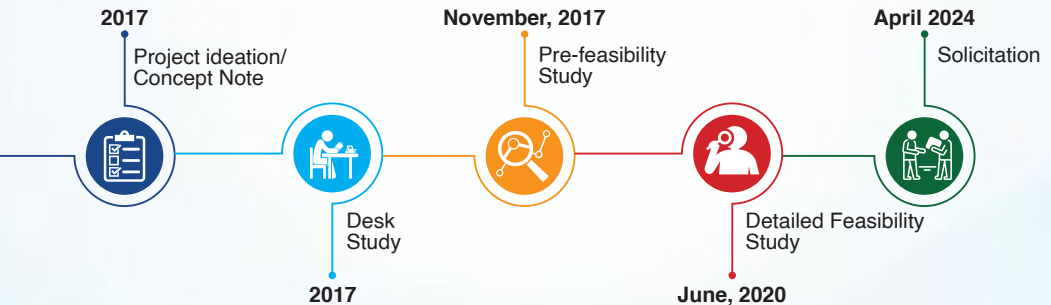 2017
Project ideation/
Concept Note
Desk
Study
2017
November, 2017
Pre-feasibility
Study
Detailed Feasibility
Study
June, 2020
April 2024
Solicitation